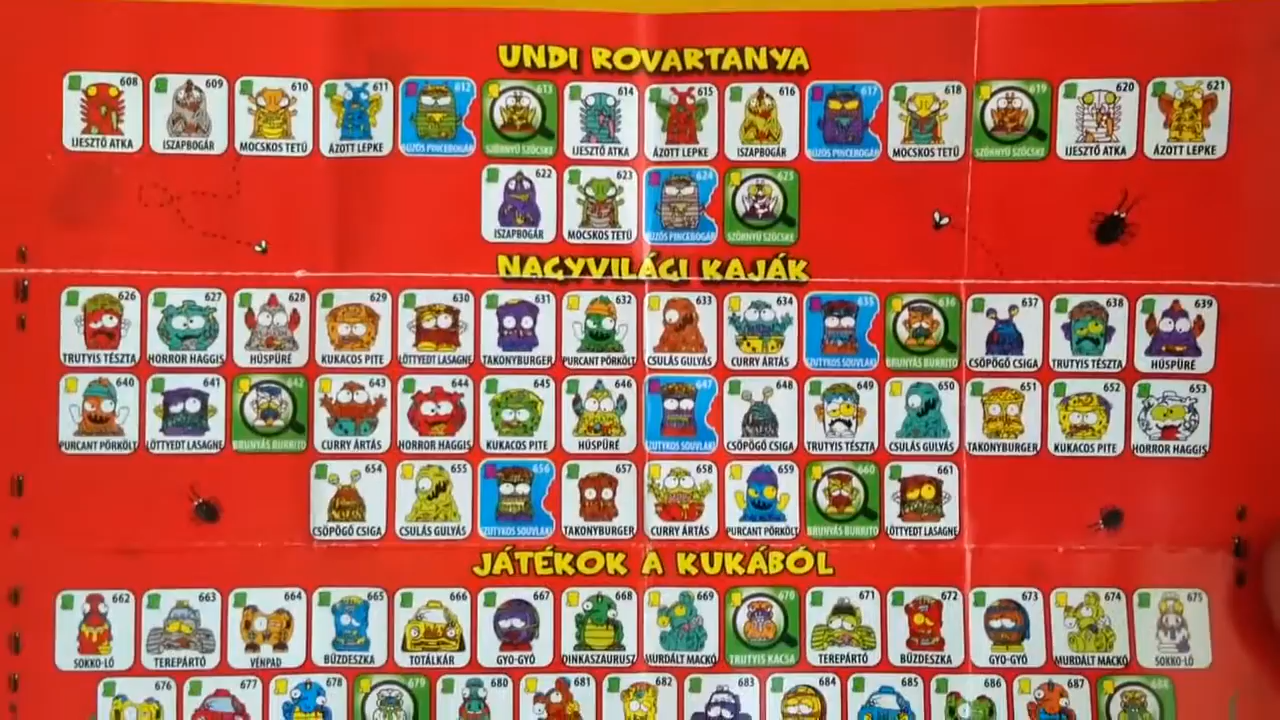 UNDI ROVARTANYA
608 609 610 611 612 613 614 615 616 617 618 619 620 621
IJESZTŐ ATKA ISZAPBOGÁR MOCSKOS TETŰ ÁZOTT LEPKE BŰZÖS PINCEBOGÁR SZÖRNYŰ SZÖCSKE IJESZTŐ ATKA ÁZOTT LEPKE ISZAPBOGÁR BŰZÖS PINCEBOGÁR MOCSKOS TETŰ SZÖRNYŰ SZÖCSKE IJESZTŐ ATKA ÁZOTT LEPKE
622 623 624 625
ISZAPBOGÁR MOCSKOS TETŰ BŰZÖS PINCEBOGÁR SZÖRNYŰ SZÖCSKE
NAGYVILÁGI KAJÁK
626 627 628 629 630 631 632 633 634 635 636 637 638 639
TRUTYIS TÉSZTA HORROR HAGGIS HÚSPÜRÉ KUKACOS PITE LÖTTYEDT LASAGNE TAKONYBURGER PURCANT PÖRKÖLT CSULÁS GULYÁS CURRY ÁRTÁS SZUTYKOS SOUVLAKI BRUNYÁS BURRITO CSÖPÖGŐ CSIGA TRUTYIS TÉSZTA HÚSPÜRÉ
640 641 642 643 644 645 646 647 648 649 650 651 652 653
PURCANT PÖRKÖLT LÖTTYEDT LASAGNE BRUNYÁS BURRITO CURRY ÁRTÁS HORROR HAGGIS KUKACOS PITE HÚSPÜRÉ SZUTYKOS SOUVLAKI CSÖPÖGŐ CSIGA TRUTYIS TÉSZTA CSULÁS GULYÁS TAKONYBURGER KUKACOS PITE HORROR HAGGIS
654 655 656 657 658 659 660 661
CSÖPÖGŐ CSIGA CSULÁS GULYÁS SZUTYKOS SOUVLAKI TAKONYBURGER CURRY ÁRTÁS PURCANT PÖRKÖLT BRUNYÁS BURRITO LÖTTYEDT LASAGNE
JÁTÉKOK A KUKÁBÓL
662 663 664 665 666 667 668 669 670 671 672 673 674 675
SOKKO-LÓ TEREPÁRTÓ VÉNPAD BŰZDESZKA TOTÁLKÁR GYO-GYÓ DINKASZAURUSZ MURDÁLT MACKÓ TRUTYIS KACSA TEREPÁRTÓ BŰZDESZKA GYO-GYÓ MURDÁLT MACKÓ SOKKO-LÓ
676 677 678 679 680 681 682 683 684 685 686 687 688